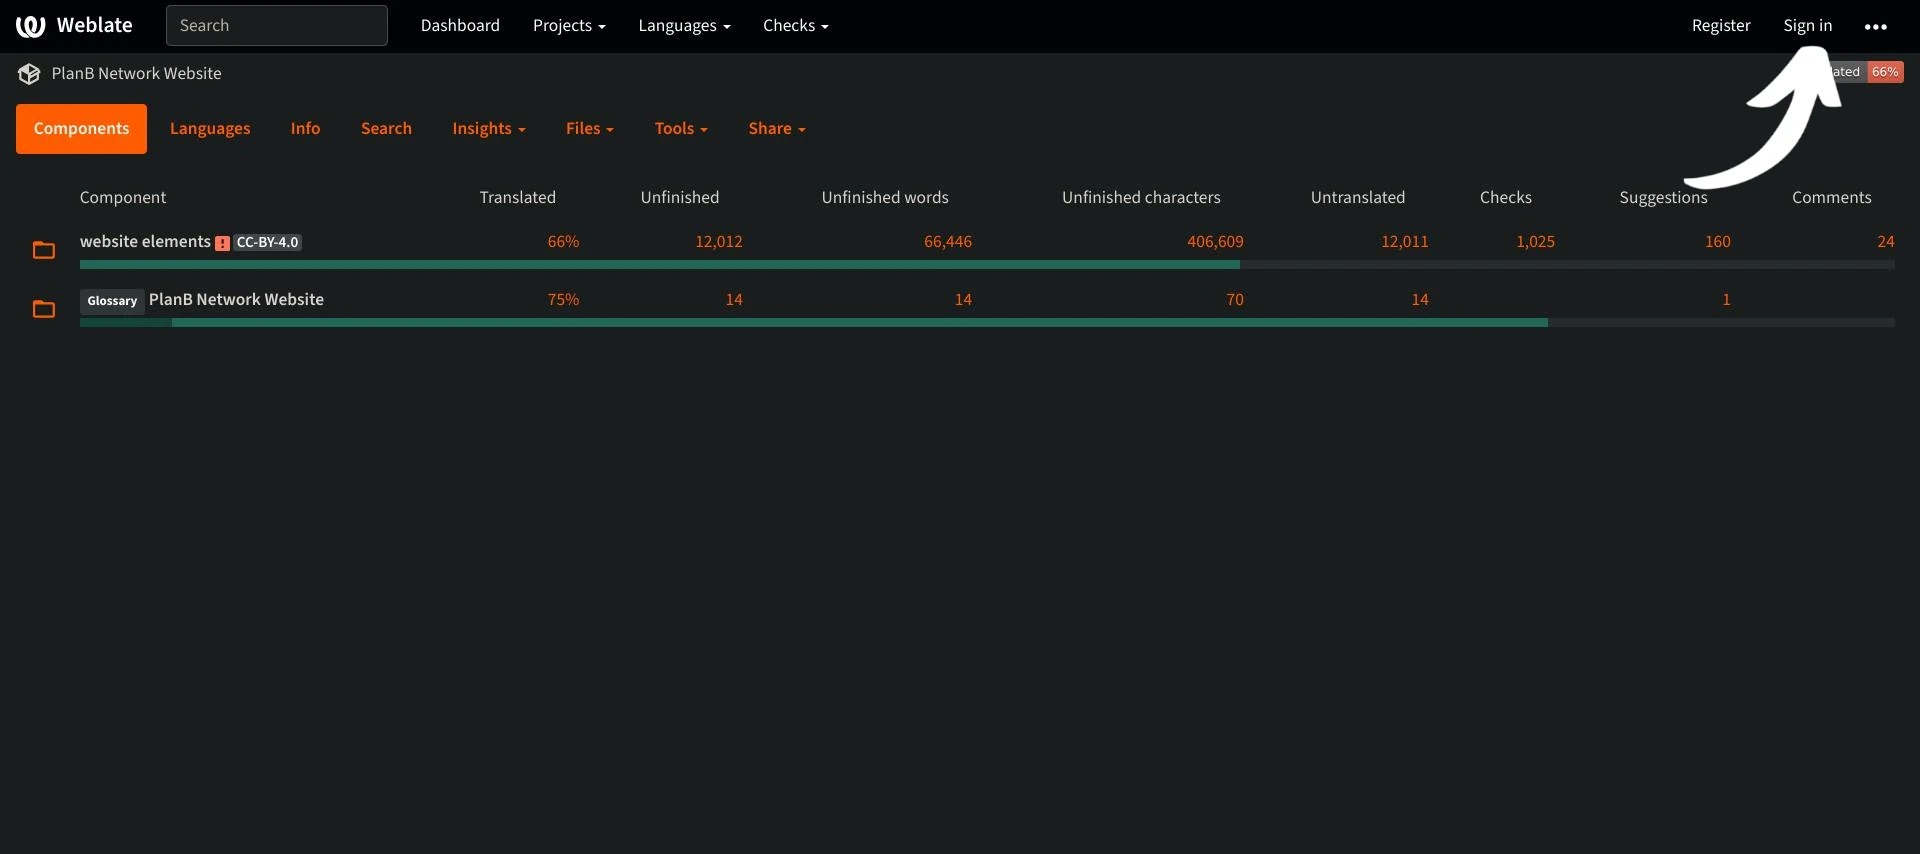 Weblate Search Dashboard Projects Languages Checks Register Sign in
PlanB Network Website 66%
Components Languages Info Search Insights Files Tools Share
Component Translated Unfinished Unfinished words Unfinished characters Untranslated Checks Suggestions Comments
website elements ! CC-BY-4.0 66% 12,012 66,446 406,609 12,011 1,025 160 24
Glossary PlanB Network Website 75% 14 14 70 14 1